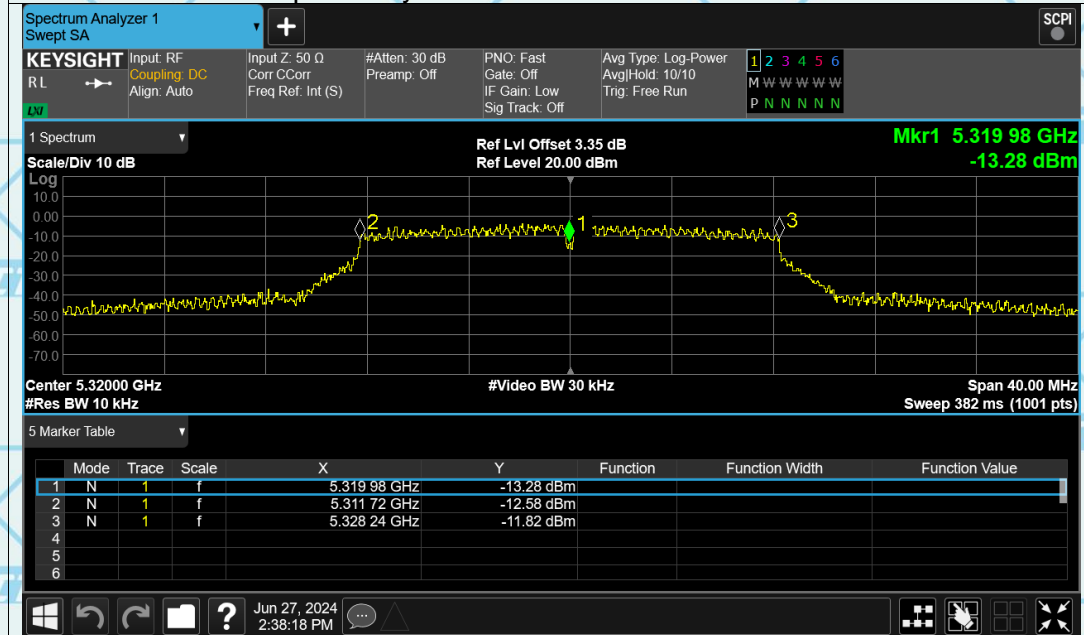 Spectrum Analyzer 1
Swept SA
+
SCPI
KEYSIGHT Input: RF Input Z: 50 Ω #Atten: 30 dB PNO: Fast Avg Type: Log-Power 1 2 3 4 5 6
RL Coupling: DC Corr CCorr Preamp: Off Gate: Off Avg|Hold: 10/10 M W W W W W
Align: Auto Freq Ref: Int (S) IF Gain: Low Trig: Free Run
LXI Sig Track: Off P N N N N N
1 Spectrum Ref Lvl Offset 3.35 dB Mkr1 5.319 98 GHz
Scale/Div 10 dB Ref Level 20.00 dBm -13.28 dBm
Log
10.0
0.00
-10.0
-20.0
-30.0
-40.0
-50.0
-60.0
-70.0
2 1 3
Center 5.32000 GHz #Video BW 30 kHz Span 40.00 MHz
#Res BW 10 kHz Sweep 382 ms (1001 pts)
5 Marker Table
Mode Trace Scale X Y Function Function Width Function Value
1 N 1 f 5.319 98 GHz -13.28 dBm
2 N 1 f 5.311 72 GHz -12.58 dBm
3 N 1 f 5.328 24 GHz -11.82 dBm
4
5
6
? Jun 27, 2024
2:38:18 PM